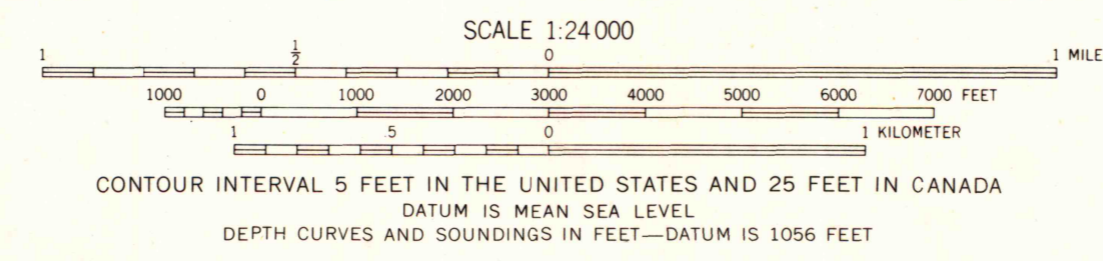 SCALE 1:24 000
1 ½ 0 1 MILE
1000 0 1000 2000 3000 4000 5000 6000 7000 FEET
1 .5 0 1 KILOMETER
CONTOUR INTERVAL 5 FEET IN THE UNITED STATES AND 25 FEET IN CANADA
DATUM IS MEAN SEA LEVEL
DEPTH CURVES AND SOUNDINGS IN FEET—DATUM IS 1056 FEET